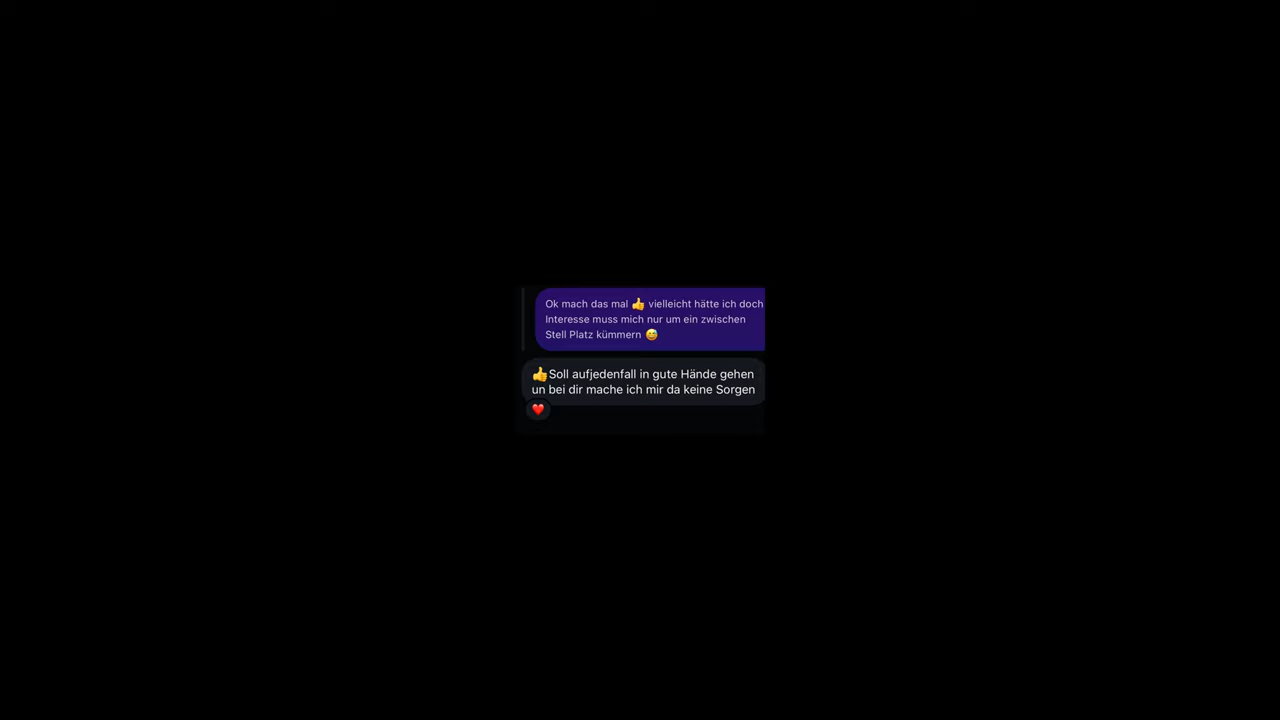 Ok mach das mal 👍 vielleicht hätte ich doch
Interesse muss mich nur um ein zwischen
Stell Platz kümmern 😅
👍Soll aufjedenfall in gute Hände gehen
un bei dir mache ich mir da keine Sorgen
❤️